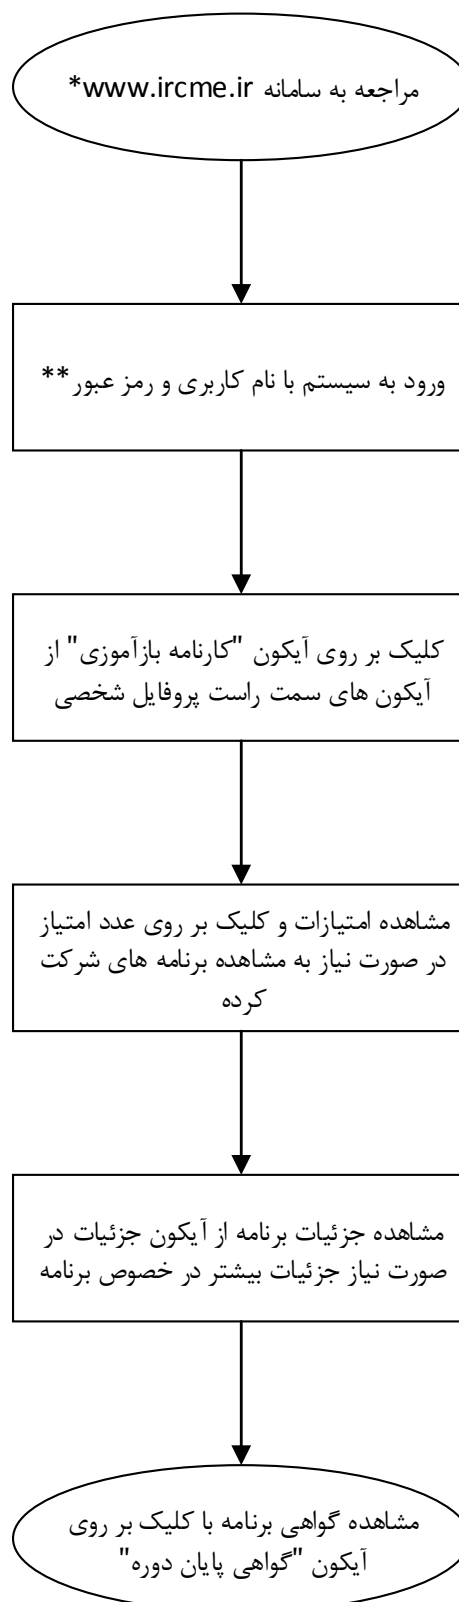 مراجعه به سامانه www.ircme.ir*
ورود به سیستم با نام کاربری و رمز عبور**
کلیک بر روی آیکون "کارنامه بازآموزی" از
آیکون های سمت راست پروفایل شخصی
مشاهده امتیازات و کلیک بر روی عدد امتیاز
در صورت نیاز به مشاهده برنامه های شرکت
کرده
مشاهده جزئیات برنامه از آیکون جزئیات در
صورت نیاز جزئیات بیشتر در خصوص برنامه
مشاهده گواهی برنامه با کلیک بر روی
آیکون "گواهی پایان دوره"